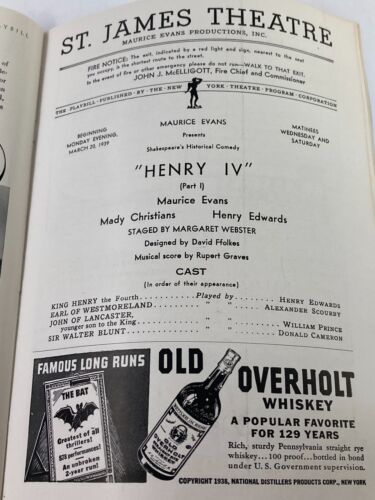 PLAYBILL
ST. JAMES THEATRE
MAURICE EVANS PRODUCTIONS, INC.
FIRE NOTICE: The exit, indicated by a red light and sign, nearest to the seat
you occupy, is the shortest route to the street.
In the event of fire or other emergency please do not run—WALK TO THAT EXIT.
JOHN J. McELLIGOTT, Fire Chief and Commissioner
THE PLAYBILL · PUBLISHED · BY · THE · NEW YORK · THEATRE · PROGRAM · CORPORATION
BEGINNING
MONDAY EVENING,
MARCH 20, 1939
MAURICE EVANS
Presents
Shakespeare's Historical Comedy
MATINEES
WEDNESDAY AND
SATURDAY
"HENRY IV"
(Part I)
Maurice Evans
Mady Christians Henry Edwards
STAGED BY MARGARET WEBSTER
Designed by David Ffolkes
Musical score by Rupert Graves
CAST
(In order of their appearance)
KING HENRY the Fourth..........Played by..........HENRY EDWARDS
EARL OF WESTMORELAND.......... " " ..........ALEXANDER SCOURBY
JOHN OF LANCASTER,
younger son to the King.......... " " ..........WILLIAM PRINCE
SIR WALTER BLUNT.......... " " ..........DONALD CAMERON
FAMOUS LONG RUNS
THE BAT
Greatest of all
thrillers!
878 performances!
An unbroken
2-year run!
OLD OVERHOLT
WHISKEY
A POPULAR FAVORITE
FOR 129 YEARS
Rich, sturdy Pennsylvania straight rye
whiskey...100 proof...bottled in bond
under U. S. Government supervision.
COPYRIGHT 1938, NATIONAL DISTILLERS PRODUCTS CORP., NEW YORK